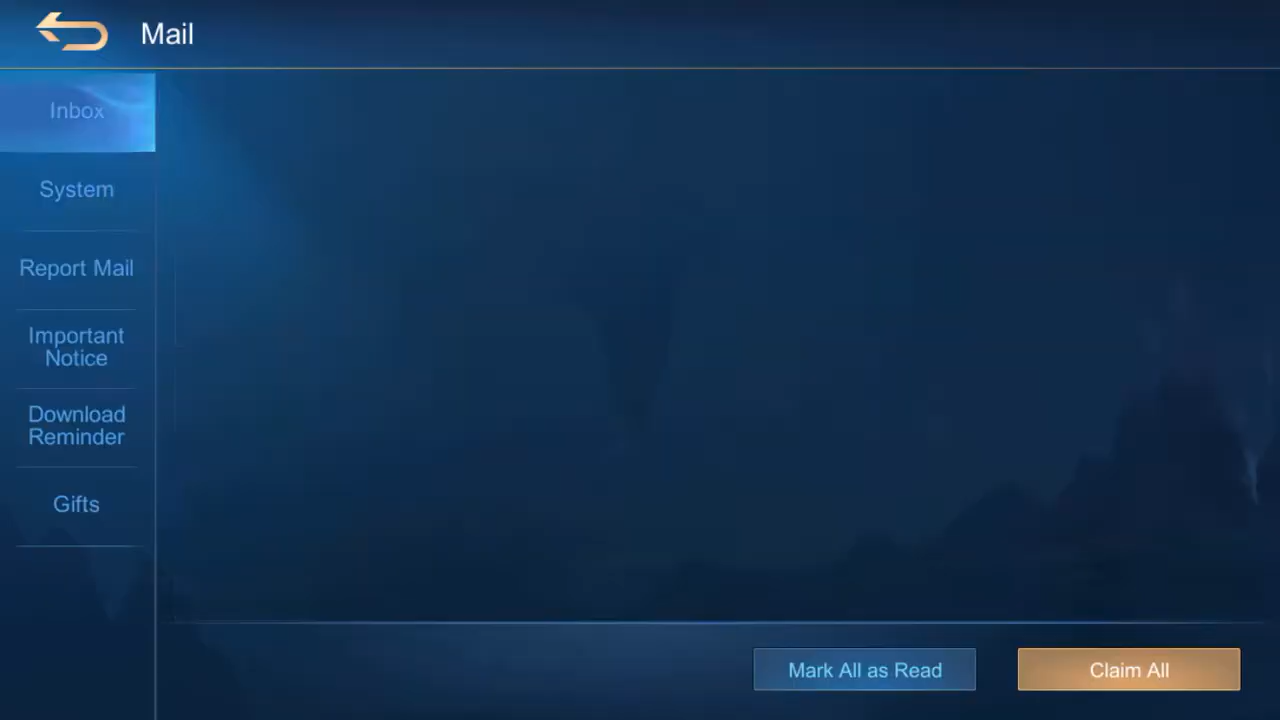 Mail
Inbox
System
Report Mail
Important
Notice
Download
Reminder
Gifts
Mark All as Read
Claim All